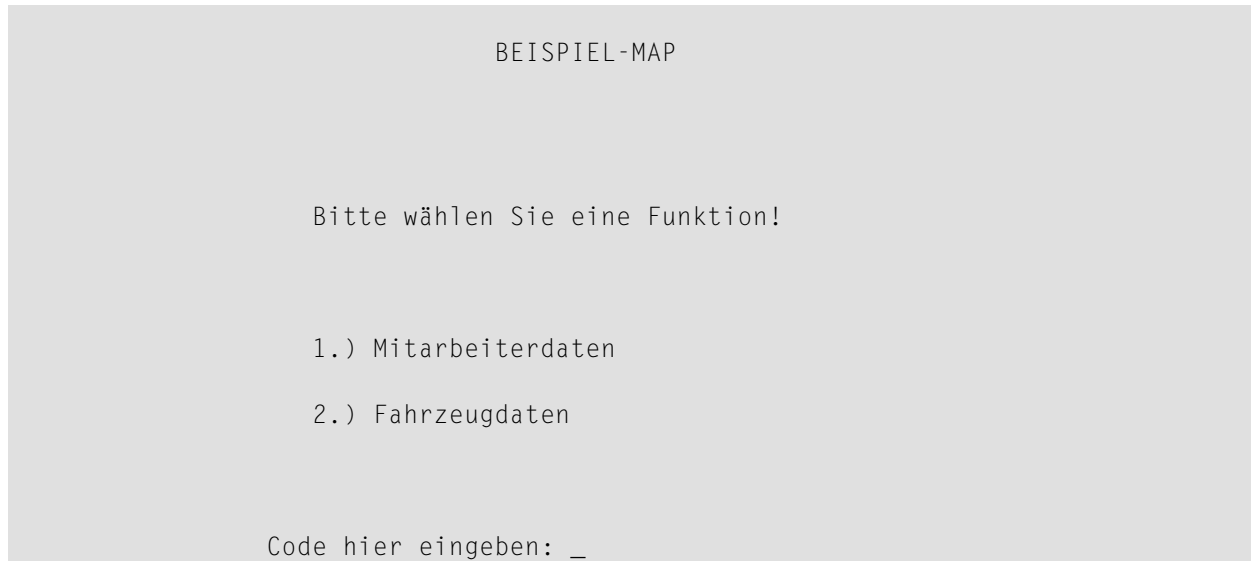 BEISPIEL-MAP
Bitte wählen Sie eine Funktion!
1.) Mitarbeiterdaten
2.) Fahrzeugdaten
Code hier eingeben: _